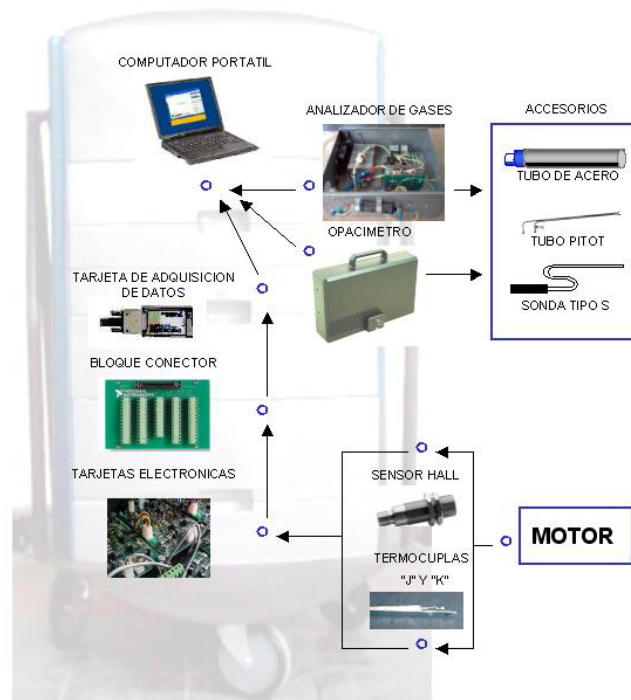 COMPUTADOR PORTATIL
ANALIZADOR DE GASES
ACCESORIOS
TUBO DE ACERO
OPACIMETRO
TUBO PITOT
TARJETA DE ADQUISICION
DE DATOS
SONDA TIPO S
BLOQUE CONECTOR
TARJETAS ELECTRONICAS
SENSOR HALL
MOTOR
TERMOCUPLAS
"J" Y "K"